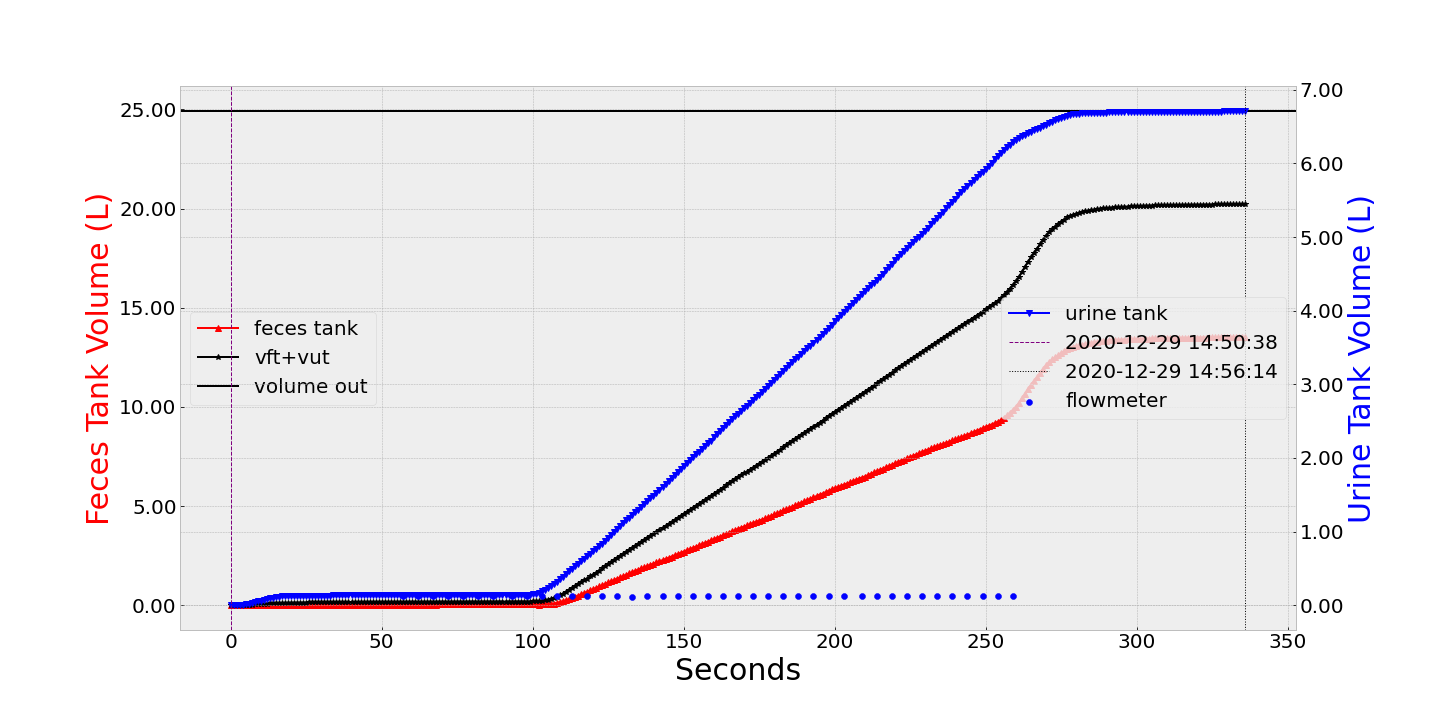 25.00
20.00
15.00
10.00
5.00
0.00
Feces Tank Volume (L)
7.00
6.00
5.00
4.00
3.00
2.00
1.00
0.00
Urine Tank Volume (L)
feces tank
vft+vut
volume out
urine tank
2020-12-29 14:50:38
2020-12-29 14:56:14
flowmeter
0 50 100 150 200 250 300 350
Seconds